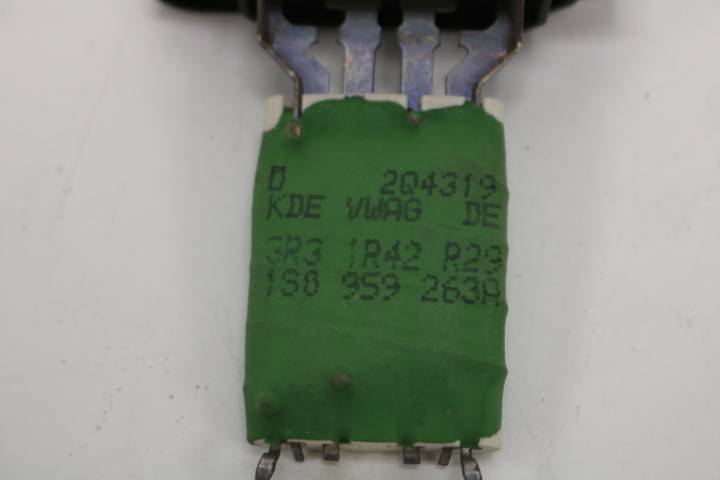 D 2Q4319
KDE VWAG DE
3R3 1R42 R29
1S0 959 263A